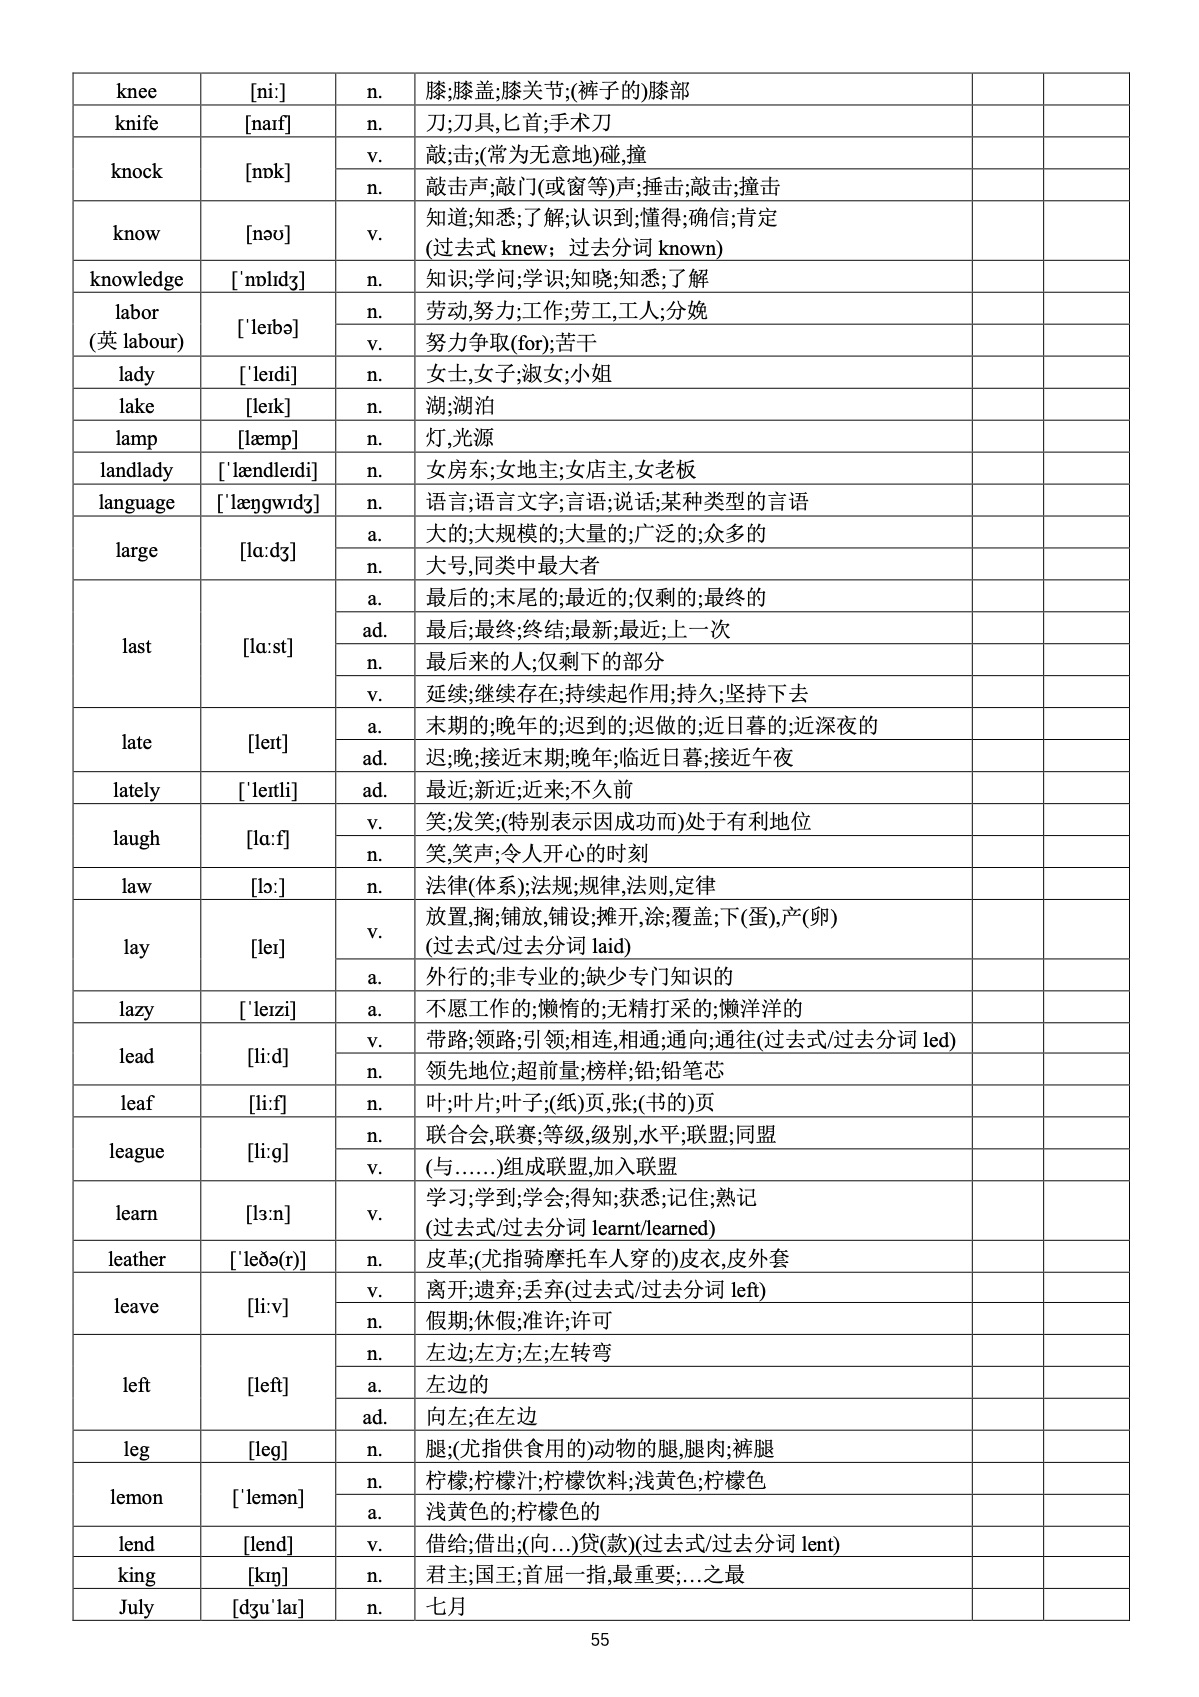 knee [niː] n. 膝;膝盖;膝关节;(裤子的)膝部
knife [naɪf] n. 刀;刀具,匕首;手术刀
knock [nɒk] v. 敲;击;(常为无意地)碰,撞
n. 敲击声;敲门(或窗等)声;捶击;敲击;撞击
know [nəʊ] v. 知道;知悉;了解;认识到;懂得;确信;肯定
(过去式 knew；过去分词 known)
knowledge [ˈnɒlɪdʒ] n. 知识;学问;学识;知晓;知悉;了解
labor [ˈleɪbə] n. 劳动,努力;工作;劳工,工人;分娩
(英 labour) v. 努力争取(for);苦干
lady [ˈleɪdi] n. 女士,女子;淑女;小姐
lake [leɪk] n. 湖;湖泊
lamp [læmp] n. 灯,光源
landlady [ˈlændleɪdi] n. 女房东;女地主;女店主,女老板
language [ˈlæŋɡwɪdʒ] n. 语言;语言文字;言语;说话;某种类型的言语
large [lɑːdʒ] a. 大的;大规模的;大量的;广泛的;众多的
n. 大号,同类中最大者
last [lɑːst] a. 最后的;末尾的;最近的;仅剩的;最终的
ad. 最后;最终;终结;最新;最近;上一次
n. 最后来的人;仅剩下的部分
v. 延续;继续存在;持续起作用;持久;坚持下去
late [leɪt] a. 末期的;晚年的;迟到的;迟做的;近日暮的;近深夜的
ad. 迟;晚;接近末期;晚年;临近日暮;接近午夜
lately [ˈleɪtli] ad. 最近;新近;近来;不久前
laugh [lɑːf] v. 笑;发笑;(特别表示因成功而)处于有利地位
n. 笑,笑声;令人开心的时刻
law [lɔː] n. 法律(体系);法规;规律,法则,定律
lay [leɪ] v. 放置,搁;铺放,铺设;摊开,涂;覆盖;下(蛋),产(卵)
(过去式/过去分词 laid)
a. 外行的;非专业的;缺少专门知识的
lazy [ˈleɪzi] a. 不愿工作的;懒惰的;无精打采的;懒洋洋的
lead [liːd] v. 带路;领路;引领;相连,相通;通向;通往(过去式/过去分词 led)
n. 领先地位;超前量;榜样;铅;铅笔芯
leaf [liːf] n. 叶;叶片;叶子;(纸)页,张;(书的)页
league [liːɡ] n. 联合会,联赛;等级,级别,水平;联盟;同盟
v. (与……)组成联盟,加入联盟
learn [lɜːn] v. 学习;学到;学会;得知;获悉;记住;熟记
(过去式/过去分词 learnt/learned)
leather [ˈleðə(r)] n. 皮革;(尤指骑摩托车人穿的)皮衣,皮外套
leave [liːv] v. 离开;遗弃;丢弃(过去式/过去分词 left)
n. 假期;休假;准许;许可
left [left] n. 左边;左方;左;左转弯
a. 左边的
ad. 向左;在左边
leg [leɡ] n. 腿;(尤指供食用的)动物的腿,腿肉;裤腿
lemon [ˈlemən] n. 柠檬;柠檬汁;柠檬饮料;浅黄色;柠檬色
a. 浅黄色的;柠檬色的
lend [lend] v. 借给;借出;(向…)贷(款)(过去式/过去分词 lent)
king [kɪŋ] n. 君主;国王;首屈一指,最重要;…之最
July [dʒuˈlaɪ] n. 七月
55